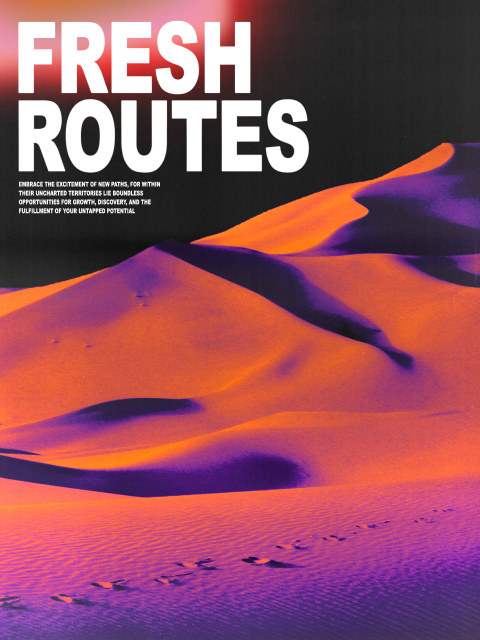 FRESH
ROUTES
EMBRACE THE EXCITEMENT OF NEW PATHS, FOR WITHIN
THEIR UNCHARTED TERRITORIES LIE BOUNDLESS
OPPORTUNITIES FOR GROWTH, DISCOVERY, AND THE
FULFILLMENT OF YOUR UNTAPPED POTENTIAL